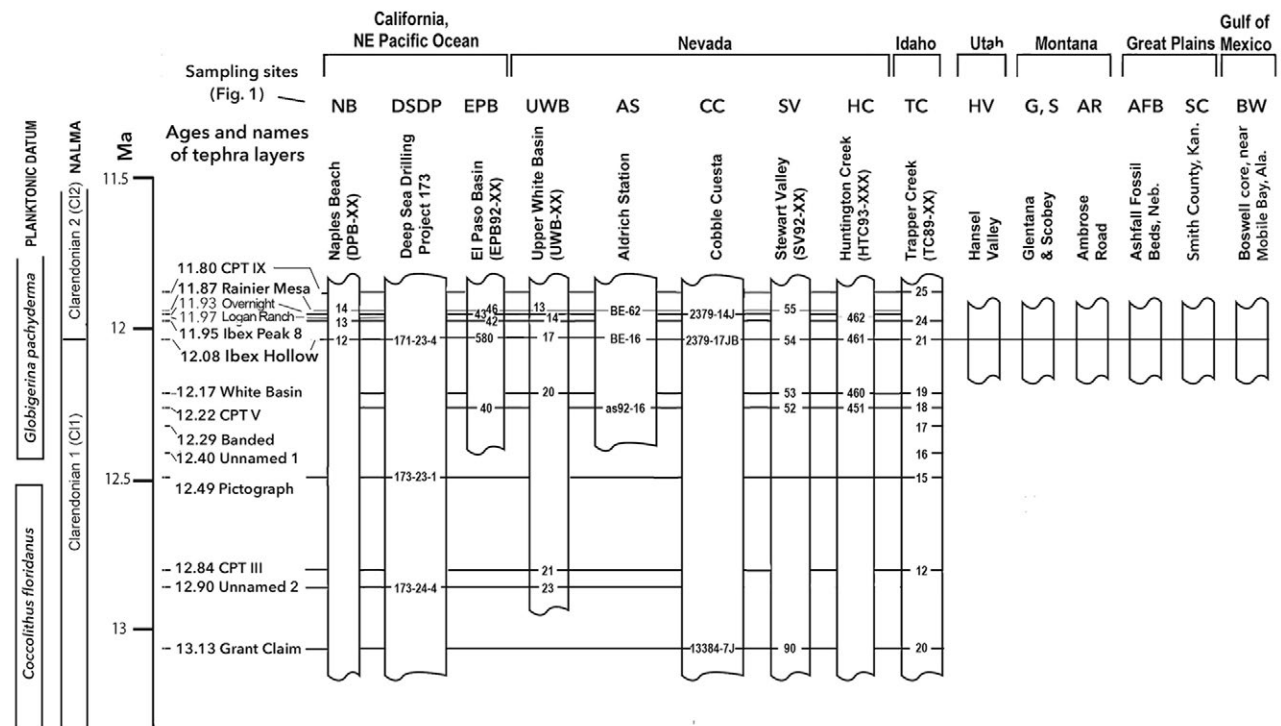 California,
NE Pacific Ocean
Nevada
Idaho
Utah
Montana
Great Plains
Gulf of
Mexico
Sampling sites
(Fig. 1)
NB DSDP EPB UWB AS CC SV HC TC HV G, S AR AFB SC BW
Ages and names
of tephra layers
PLANKTONIC DATUM
NALMA
Ma
Naples Beach
(DPB-XX)
Deep Sea Drilling
Project 173
El Paso Basin
(EPB92-XX)
Upper White Basin
(UWB-XX)
Aldrich Station
Cobble Cuesta
Stewart Valley
(SV92-XX)
Huntington Creek
(HTC93-XXX)
Trapper Creek
(TC89-XX)
Hansel
Valley
Glentana
& Scobey
Ambrose
Road
Ashfall Fossil
Beds, Neb.
Smith County, Kan.
Boswell core, near
Mobile Bay, Ala.
Globigerina pachyderma
Coccolithus floridanus
Clarendonian 2 (Cl2)
Clarendonian 1 (Cl1)
11.5
12
12.5
13
11.80 CPT IX
25
11.87 Rainier Mesa
11.93 Overnight
14 46 13 BE-62 55
11.97 Logan Ranch
43 14 2379-14J 462
13 42 24
11.95 Ibex Peak 8
12 171-23-4 580 17 BE-16 2379-17JB 54 461 21
12.08 Ibex Hollow
12.17 White Basin
20 53 460 19
12.22 CPT V
40 as92-16 52 451 18
12.29 Banded
17
12.40 Unnamed 1
16
12.49 Pictograph
173-23-1 15
12.84 CPT III
21 12
12.90 Unnamed 2
173-24-4 23
13.13 Grant Claim
13384-7J 90 20